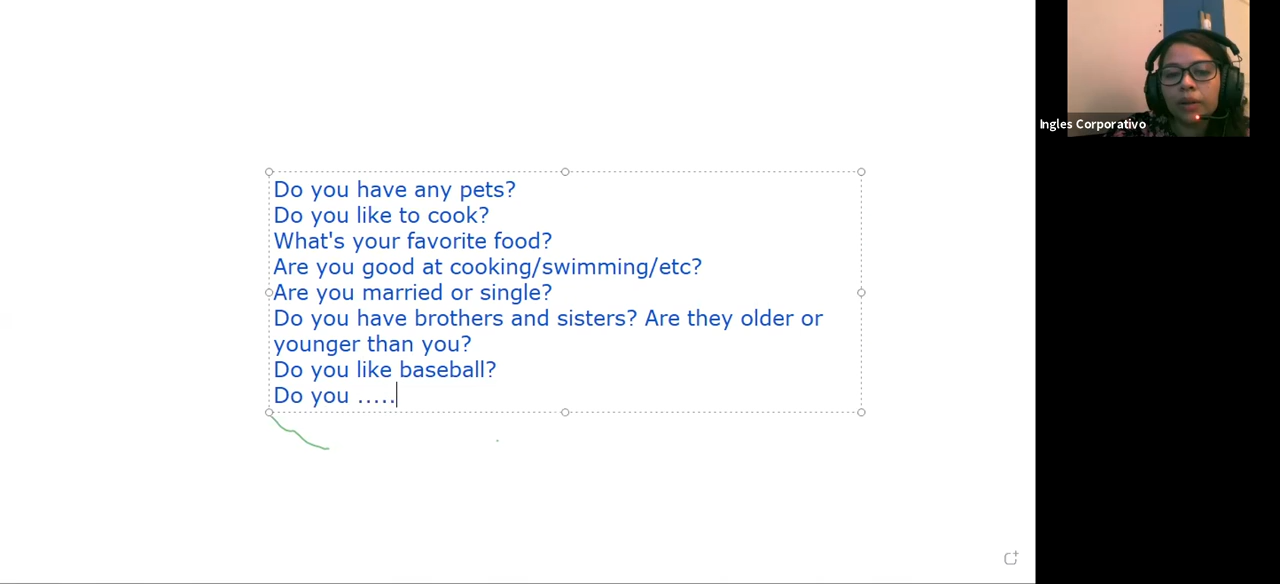 Do you have any pets?
Do you like to cook?
What's your favorite food?
Are you good at cooking/swimming/etc?
Are you married or single?
Do you have brothers and sisters? Are they older or
younger than you?
Do you like baseball?
Do you .....
Ingles Corporativo